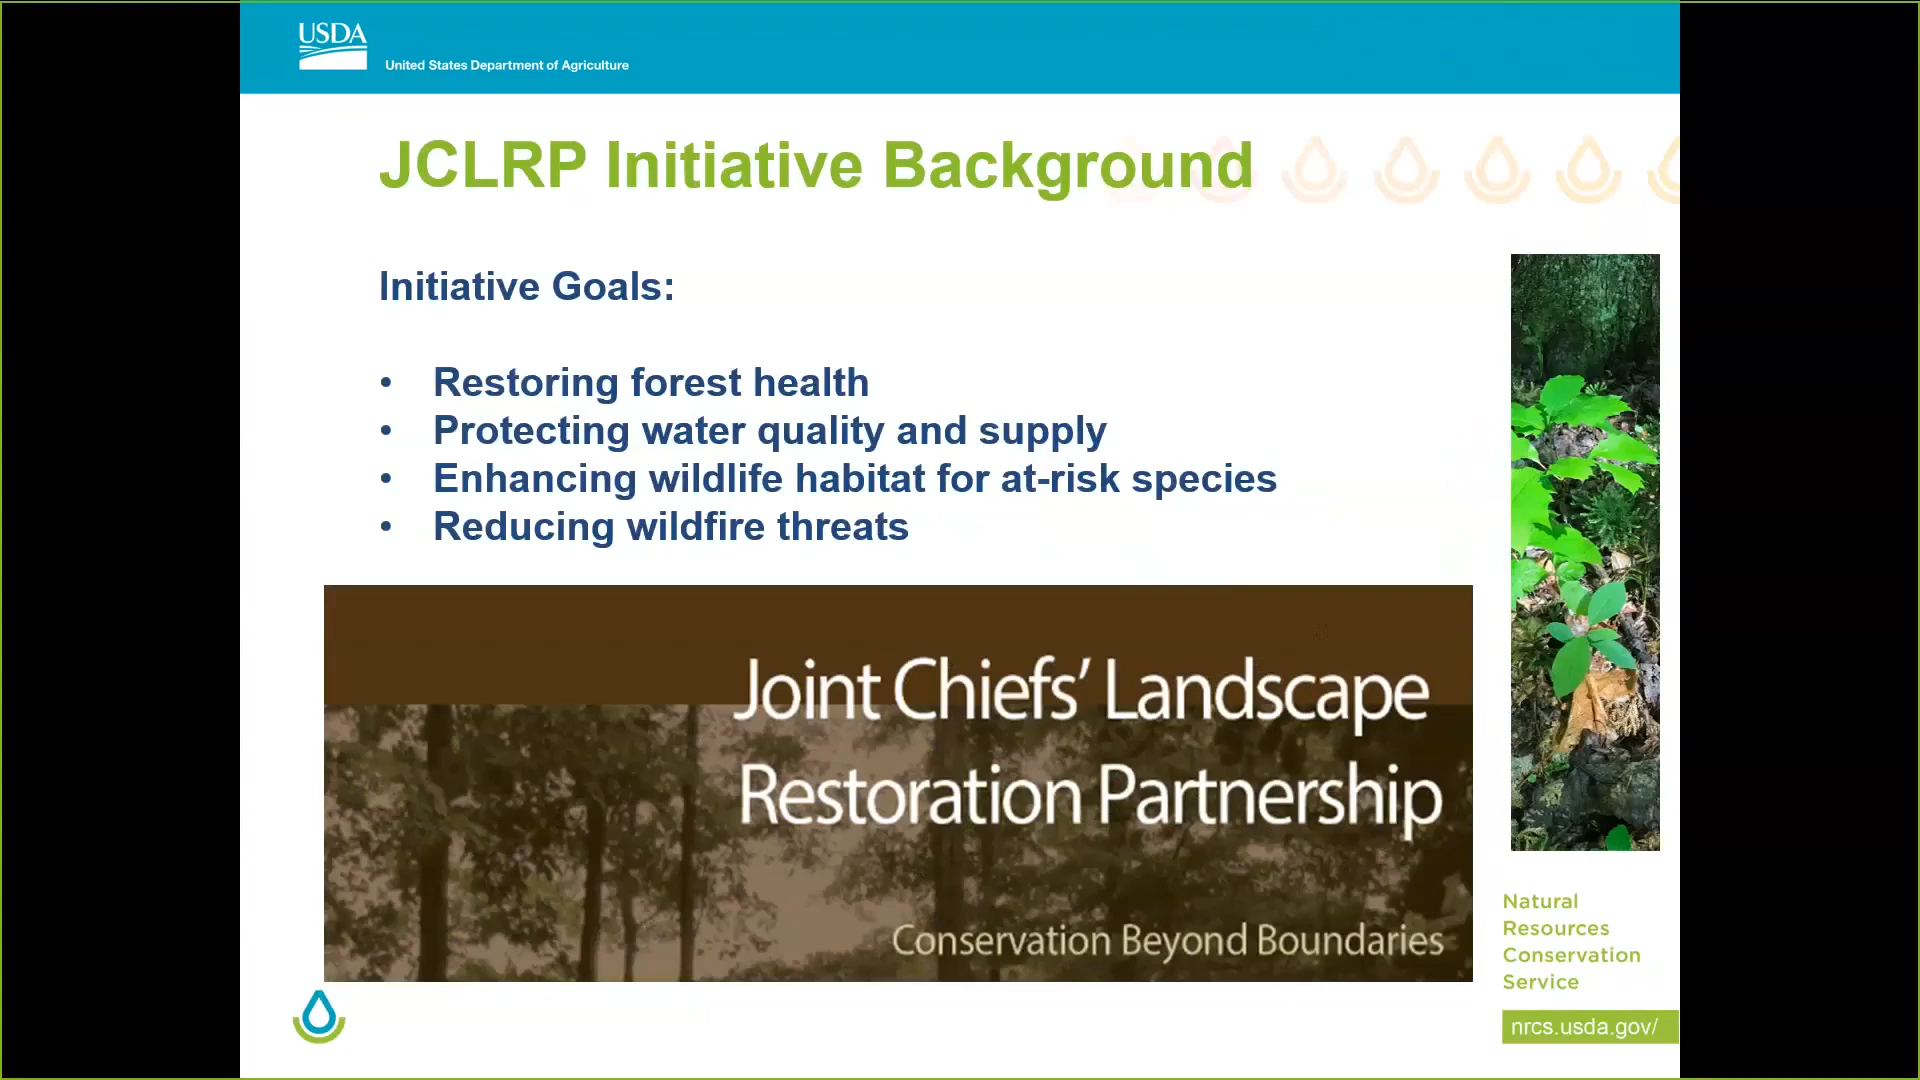 USDA
United States Department of Agriculture
JCLRP Initiative Background
Initiative Goals:
• Restoring forest health
• Protecting water quality and supply
• Enhancing wildlife habitat for at-risk species
• Reducing wildfire threats
Joint Chiefs’ Landscape
Restoration Partnership
Conservation Beyond Boundaries
Natural
Resources
Conservation
Service
nrcs.usda.gov/